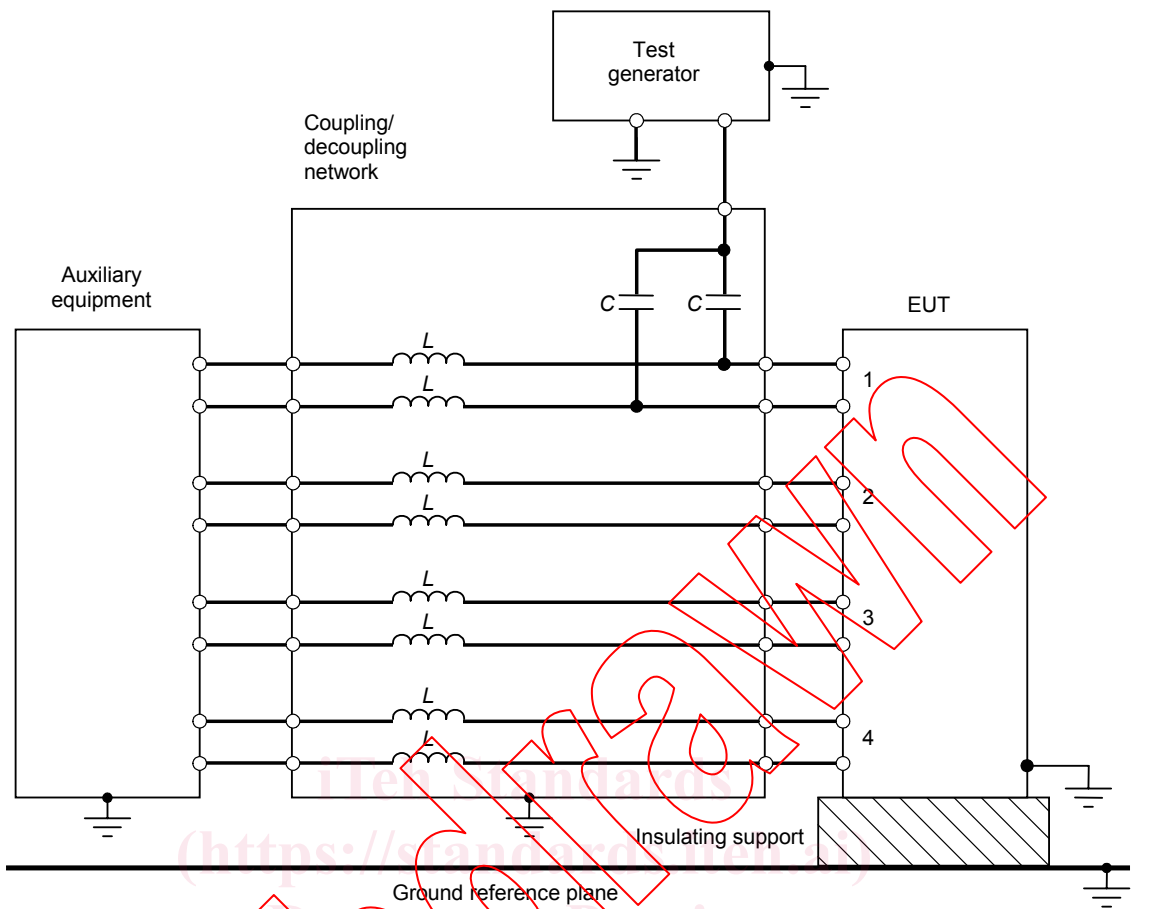 Test
generator
Coupling/
decoupling
network
Auxiliary
equipment
C
C
EUT
L
1
L
L
2
L
L
3
L
L
4
L
iTeh Standards
Insulating support
(https://standards.iteh.ai)
Ground reference plane
drawn